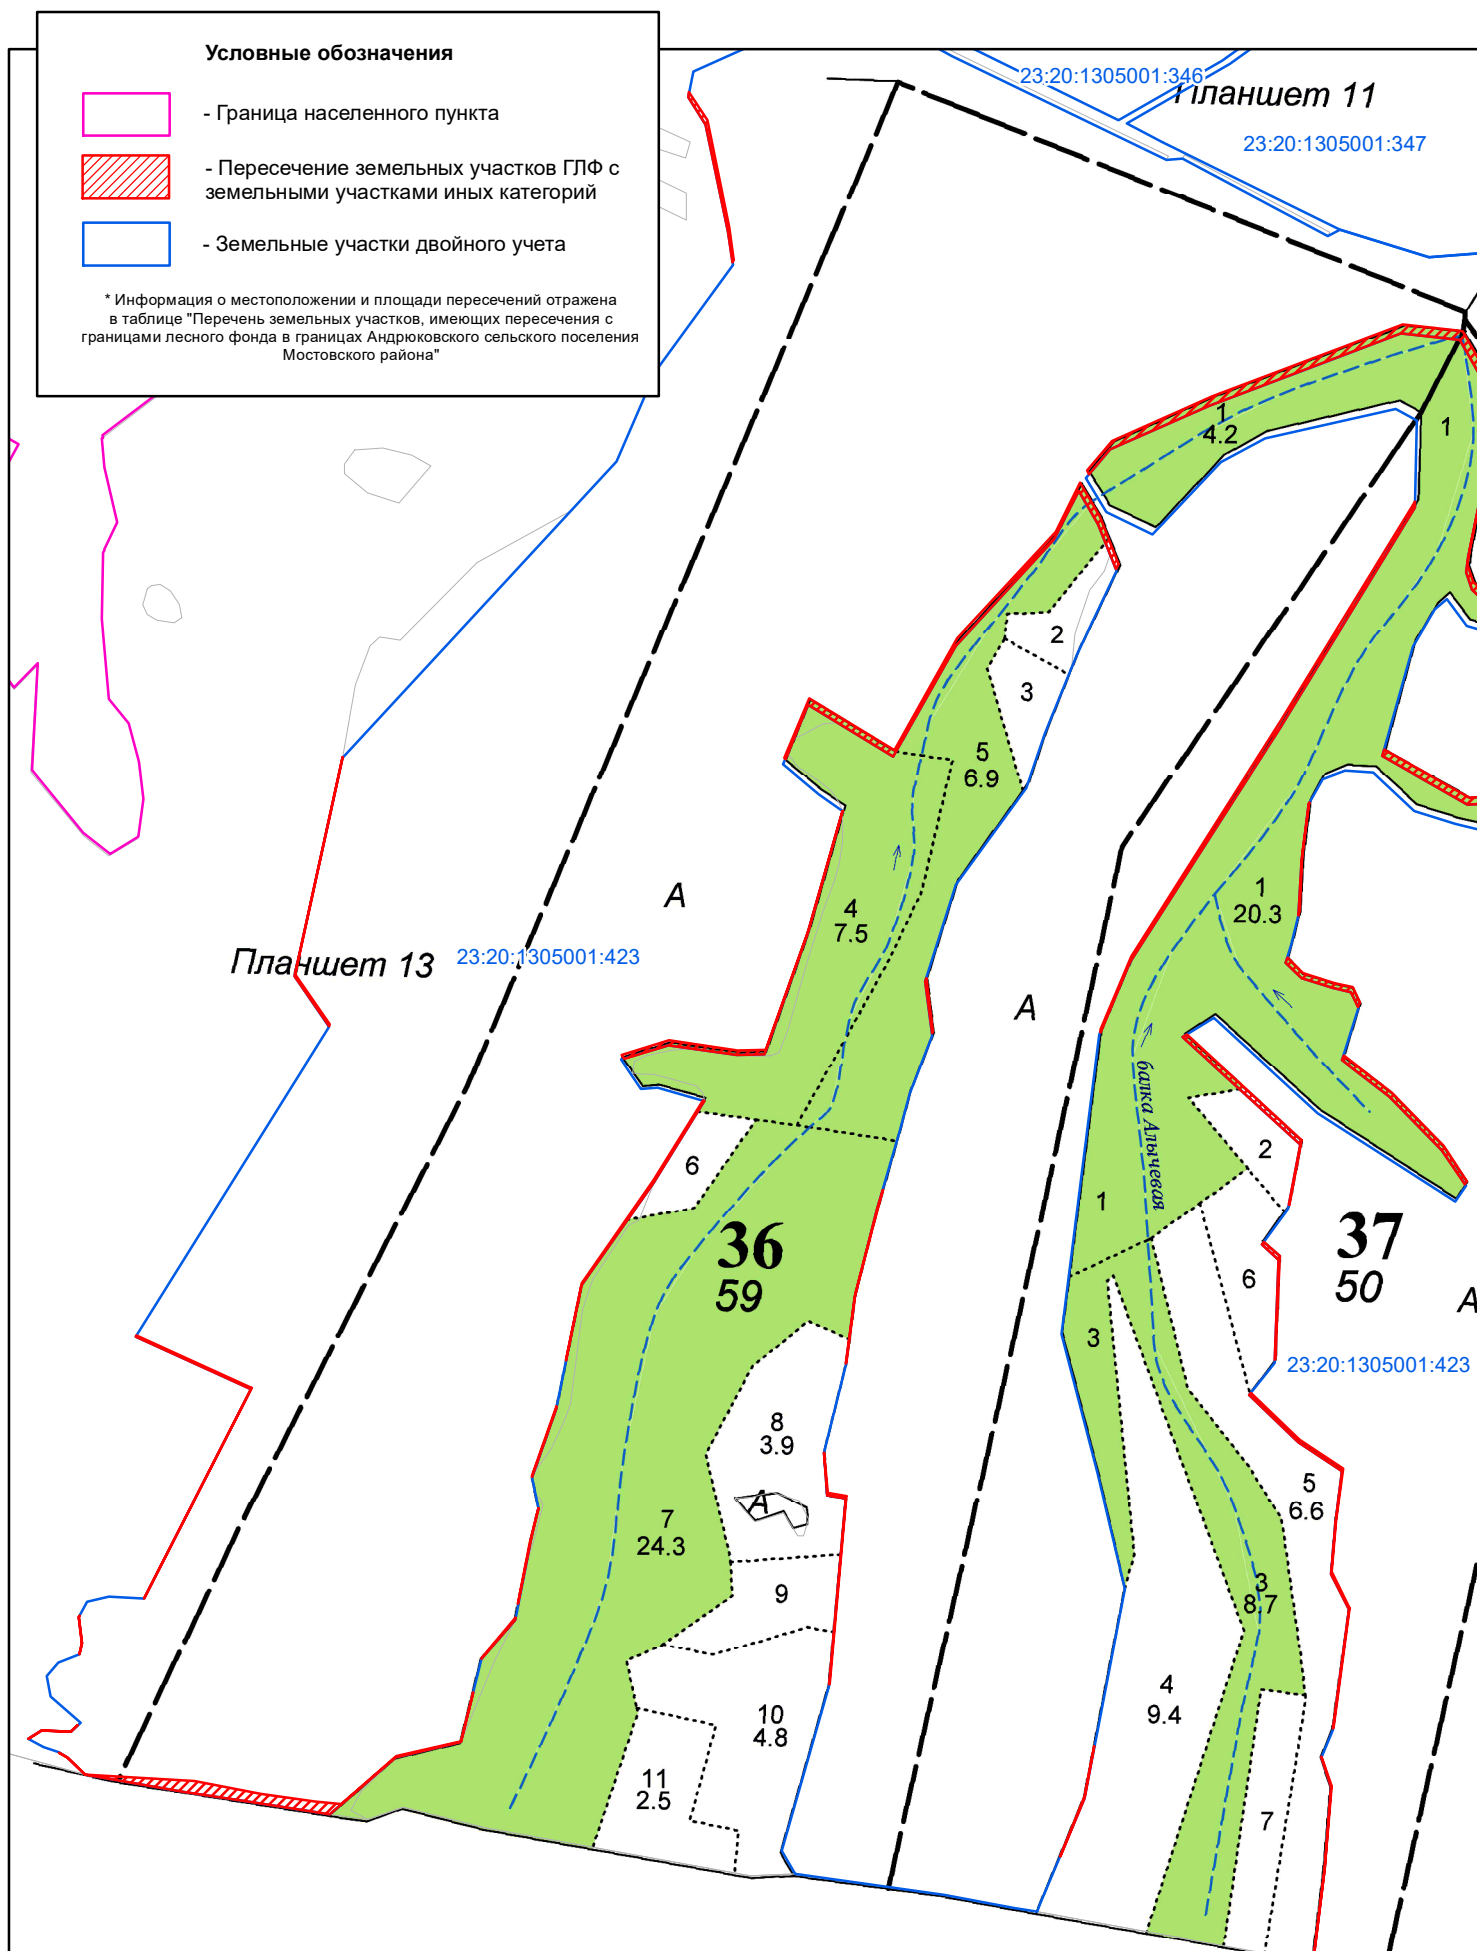 Условные обозначения
- Граница населенного пункта
- Пересечение земельных участков ГЛФ с
земельными участками иных категорий
- Земельные участки двойного учета
* Информация о местоположении и площади пересечений отражена
в таблице "Перечень земельных участков, имеющих пересечения с
границами лесного фонда в границах Андрюковского сельского поселения
Мостовского района"
23:20:1305001:346
Планшет 11
23:20:1305001:347
1
4.2
1
2
3
5
6.9
А
4
7.5
1
20.3
Планшет 13
23:20:1305001:423
А
балка Алычевая
6
2
1
36
59
37
50
6
А
3
23:20:1305001:423
8
3.9
А
5
6.6
7
24.3
9
3
8.7
10
4.8
4
9.4
11
2.5
7